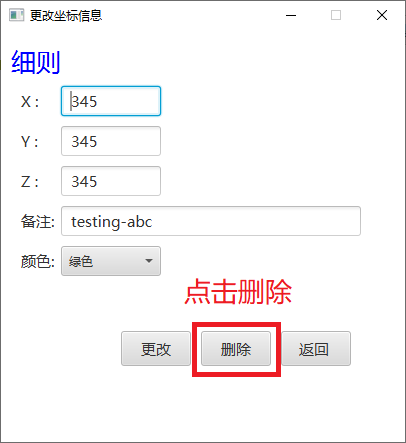 更改坐标信息
细则
X： 345
Y： 345
Z： 345
备注: testing-abc
颜色: 绿色
点击删除
更改 删除 返回